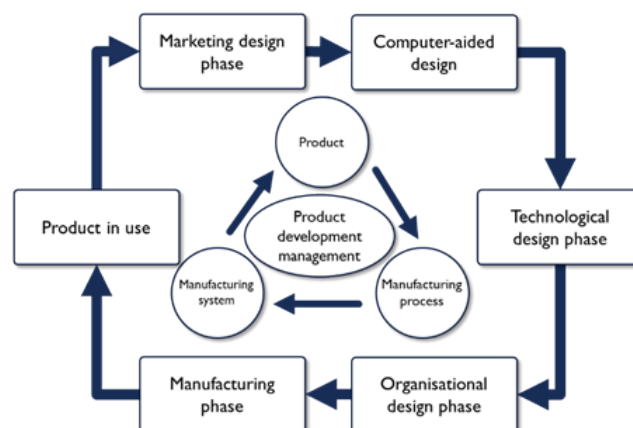 Marketing design
phase
Computer-aided
design
Product
Product in use
Product
development
management
Technological
design phase
Manufacturing
system
Manufacturing
process
Manufacturing
phase
Organisational
design phase